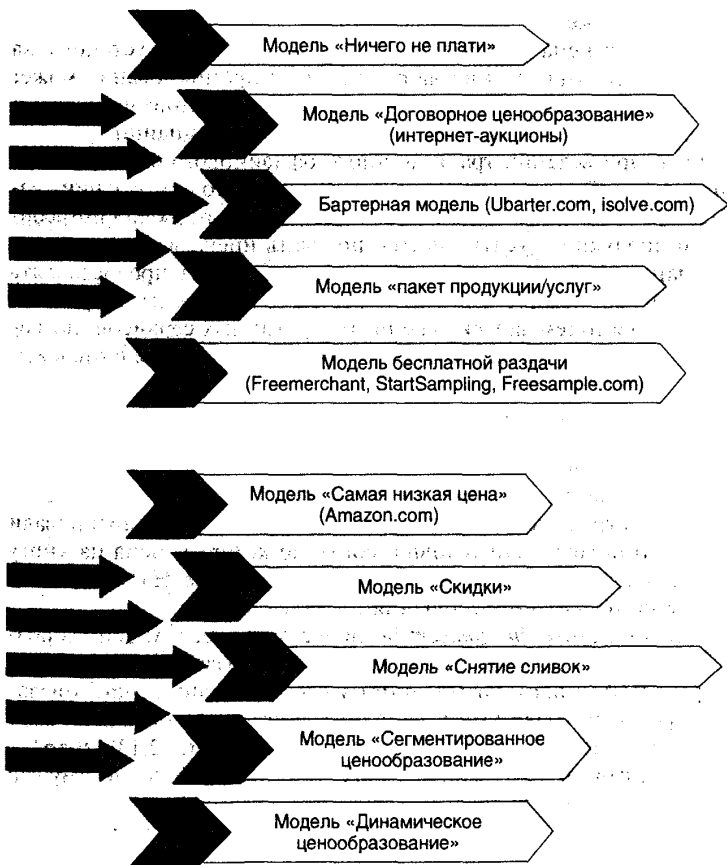 Модель «Ничего не плати»
Модель «Договорное ценообразование»
(интернет-аукционы)
Бартерная модель (Ubarter.com, isolve.com)
Модель «пакет продукции/услуг»
Модель бесплатной раздачи
(Freemerchant, StartSampling, Freesample.com)
Модель «Самая низкая цена»
(Amazon.com)
Модель «Скидки»
Модель «Снятие сливок»
Модель «Сегментированное
ценообразование»
Модель «Динамическое
ценообразование»